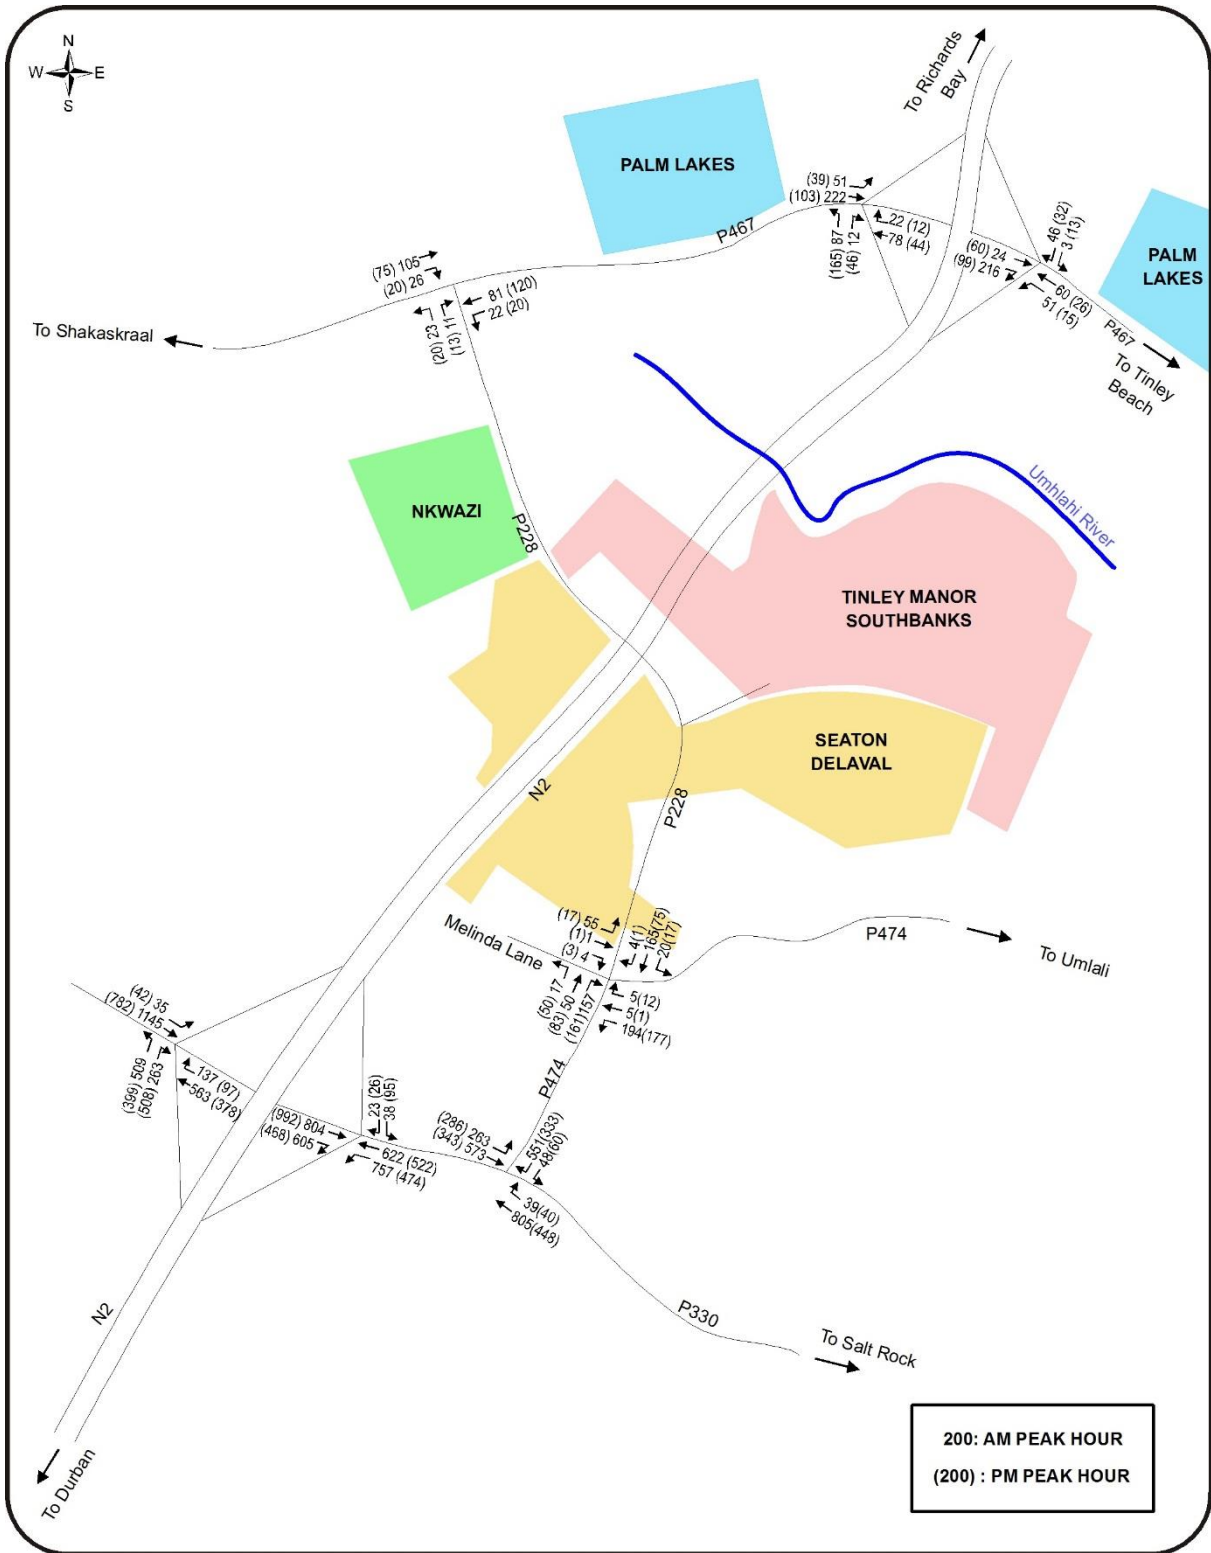 N
W E
S
To Richards
Bay
PALM LAKES
(39) 51
(103) 222
22 (12)
78 (44)
(165) 87
(46) 12
P467
46 (32)
3 (13)
(60) 24
(99) 216
60 (26)
51 (15)
PALM
LAKES
P467
To Tinley
Beach
(75) 105
(20) 26
81 (120)
22 (20)
(20) 23
(13) 11
To Shakaskraal
NKWAZI
P228
Umhlahi River
TINLEY MANOR
SOUTHBANKS
SEATON
DELAVAL
N2
P228
(17) 55
(1)1
(3) 4
4(1)
165(75)
20(17)
Melinda Lane
(50) 17
(83) 50
(161)157
5(12)
5(1)
194(177)
P474
To Umlali
(42) 35
(782) 1145
(399) 509
(508) 263
137 (97)
563 (378)
23 (26)
38 (95)
(992) 804
(468) 605
622 (522)
757 (474)
P474
(286) 263
(343) 573
551(333)
48(60)
39(40)
805(448)
N2
P330
To Salt Rock
To Durban
200: AM PEAK HOUR
(200) : PM PEAK HOUR